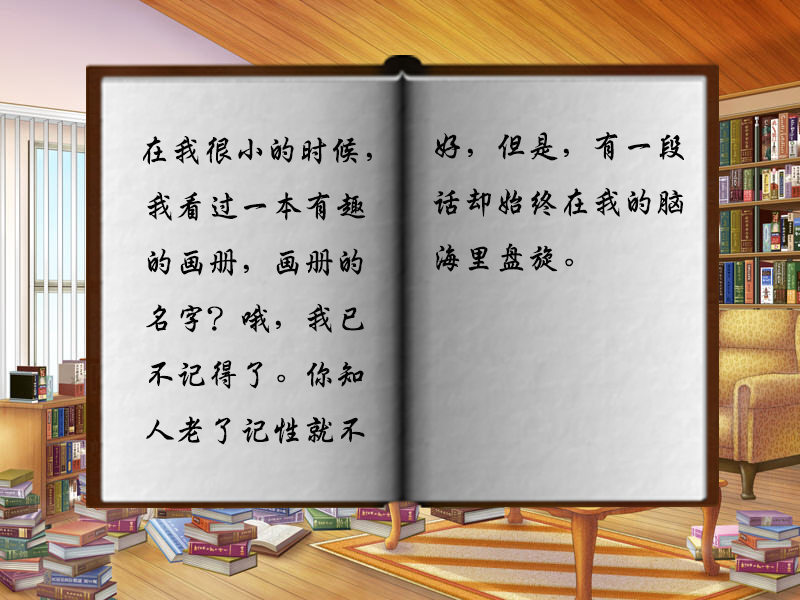 在我很小的时候，
我看过一本有趣
的画册，画册的
名字？哦，我已
不记得了。你知
人老了记性就不
好，但是，有一段
话却始终在我的脑
海里盘旋。